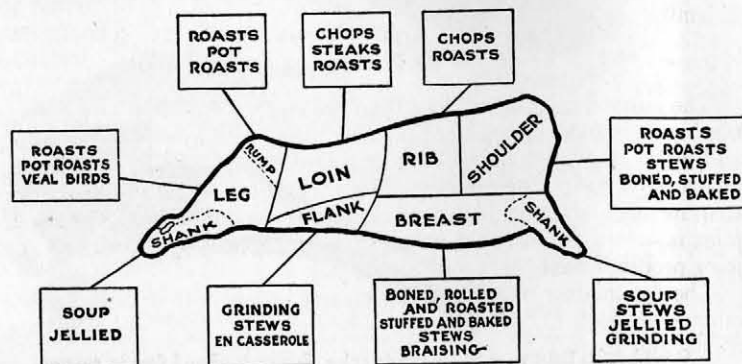 ROASTS
POT
ROASTS
CHOPS
STEAKS
ROASTS
CHOPS
ROASTS
ROASTS
POT ROASTS
VEAL BIRDS
ROASTS
POT ROASTS
STEWS
BONED, STUFFED
AND BAKED
RUMP
LOIN
RIB
SHOULDER
LEG
FLANK
BREAST
SHANK
SHANK
SOUP
JELLIED
GRINDING
STEWS
EN CASSEROLE
BONED, ROLLED
AND ROASTED
STUFFED AND BAKED
STEWS
BRAISING
SOUP
STEWS
JELLIED
GRINDING